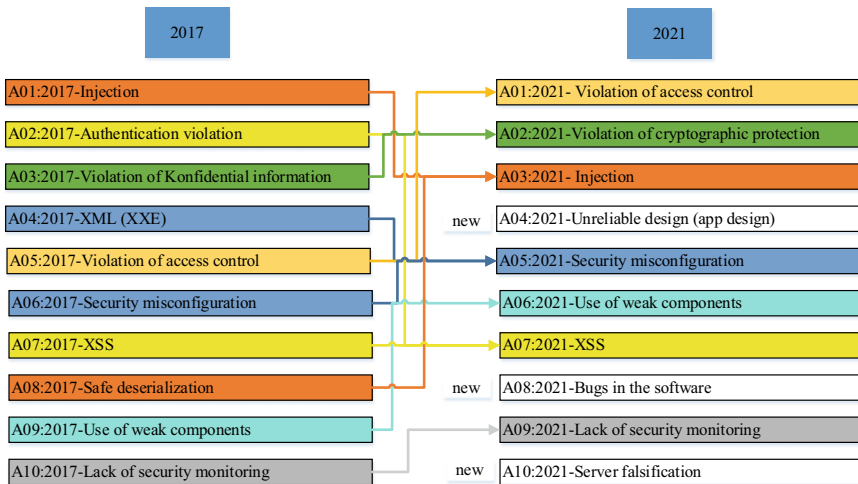 2017
2021
A01:2017-Injection
A01:2021- Violation of access control
A02:2017-Authentication violation
A02:2021-Violation of cryptographic protection
A03:2017-Violation of Konfidential information
A03:2021- Injection
A04:2017-XML (XXE)
new
A04:2021-Unreliable design (app design)
A05:2017-Violation of access control
A05:2021-Security misconfiguration
A06:2017-Security misconfiguration
A06:2021-Use of weak components
A07:2017-XSS
A07:2021-XSS
A08:2017-Safe deserialization
new
A08:2021-Bugs in the software
A09:2017-Use of weak components
A09:2021-Lack of security monitoring
A10:2017-Lack of security monitoring
new
A10:2021-Server falsification